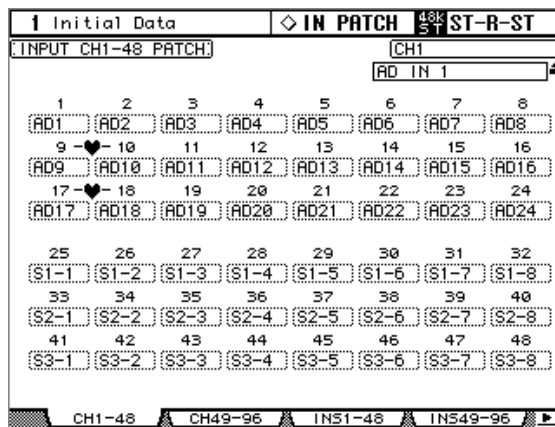 1 Initial Data ◇ IN PATCH 48k ST ST-R-ST
INPUT CH1-48 PATCH CH1
AD IN 1
1 2 3 4 5 6 7 8
AD1 AD2 AD3 AD4 AD5 AD6 AD7 AD8
9 -♥- 10 11 12 13 14 15 16
AD9 AD10 AD11 AD12 AD13 AD14 AD15 AD16
17 -♥- 18 19 20 21 22 23 24
AD17 AD18 AD19 AD20 AD21 AD22 AD23 AD24
25 26 27 28 29 30 31 32
S1-1 S1-2 S1-3 S1-4 S1-5 S1-6 S1-7 S1-8
33 34 35 36 37 38 39 40
S2-1 S2-2 S2-3 S2-4 S2-5 S2-6 S2-7 S2-8
41 42 43 44 45 46 47 48
S3-1 S3-2 S3-3 S3-4 S3-5 S3-6 S3-7 S3-8
CH1-48 CH49-96 INS1-48 INS49-96